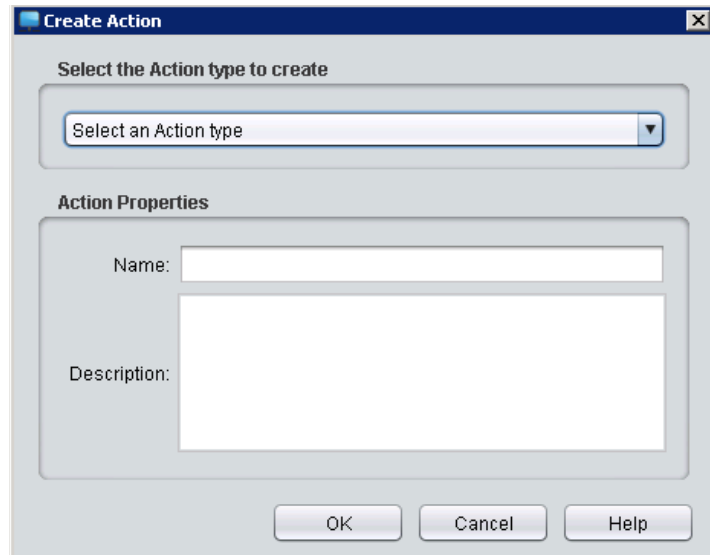 Create Action
Select the Action type to create
Select an Action type
Action Properties
Name:
Description:
OK Cancel Help